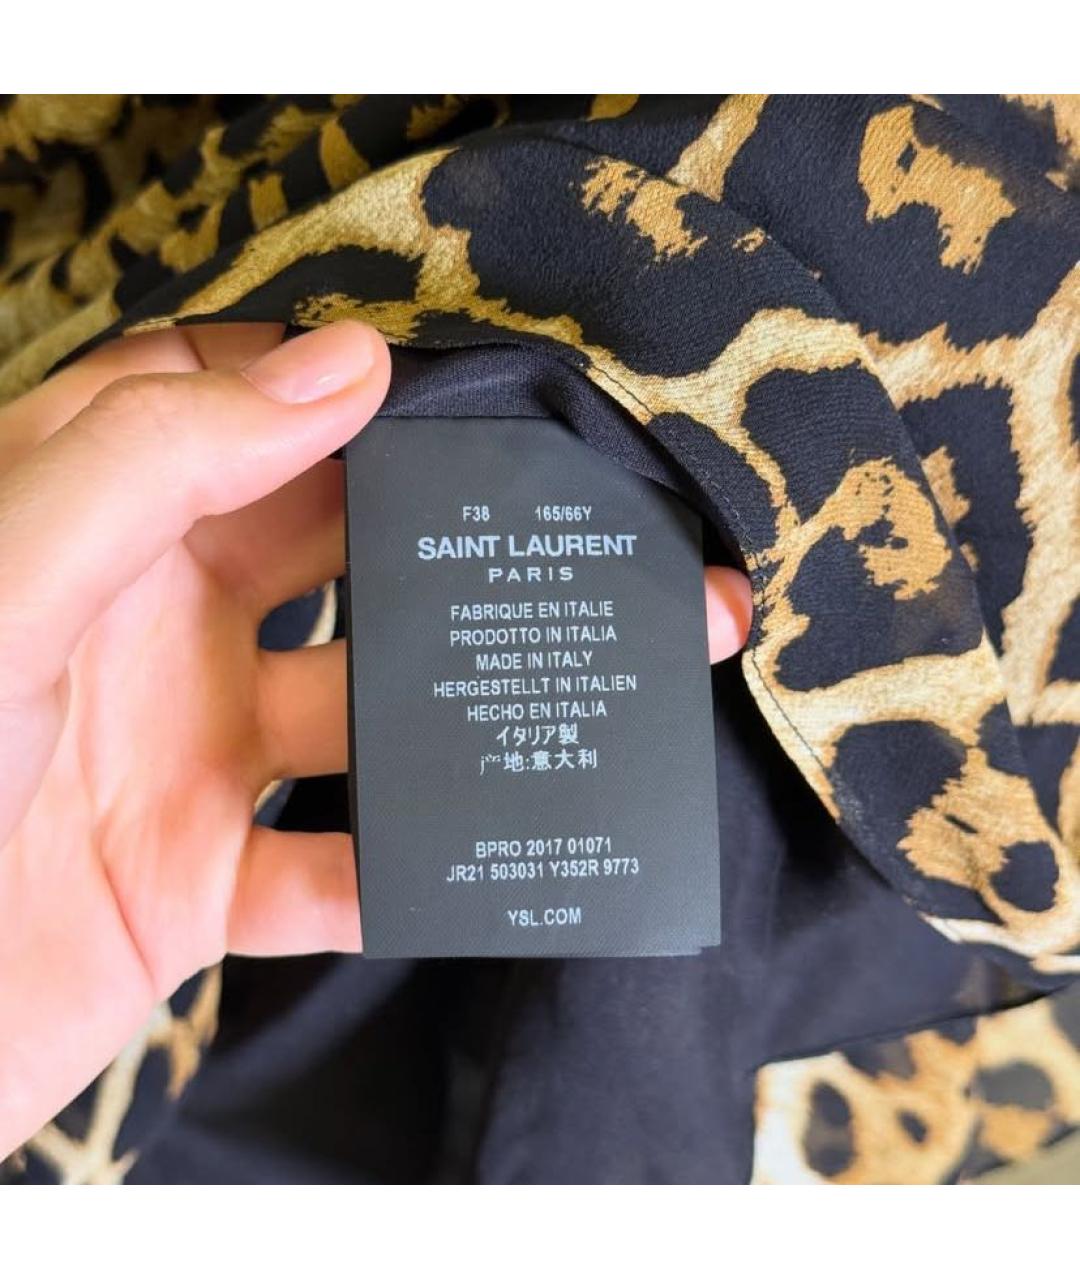 F38 165/66Y
SAINT LAURENT
PARIS
FABRIQUE EN ITALIE
PRODOTTO IN ITALIA
MADE IN ITALY
HERGESTELLT IN ITALIEN
HECHO EN ITALIA
イタリア製
产地:意大利
BPRO 2017 01071
JR21 503031 Y352R 9773
YSL.COM